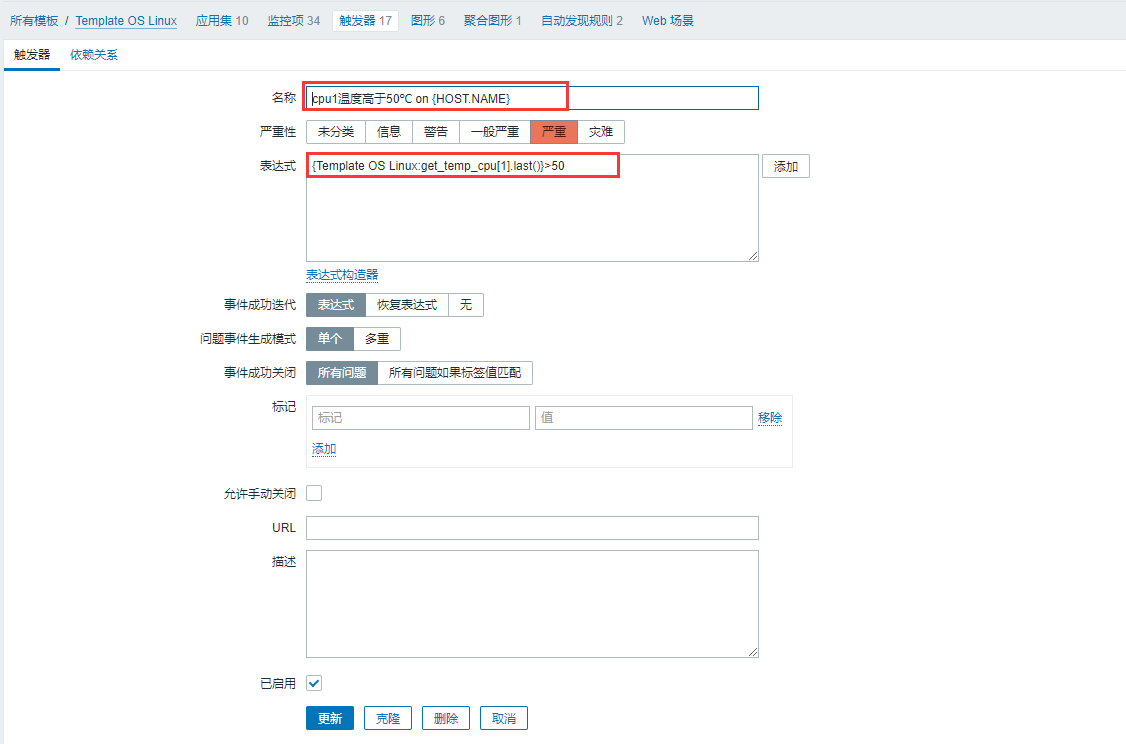 所有模板 / Template OS Linux 应用集 10 监控项 34 触发器 17 图形 6 聚合图形 1 自动发现规则 2 Web 场景
触发器 依赖关系
名称 cpu1温度高于50℃ on {HOST.NAME}
严重性 未分类 信息 警告 一般严重 严重 灾难
表达式 {Template OS Linux:get_temp_cpu[1].last()}>50 添加
表达式构造器
事件成功迭代 表达式 恢复表达式 无
问题事件生成模式 单个 多重
事件成功关闭 所有问题 所有问题如果标签值匹配
标记 标记 值 移除
添加
允许手动关闭
URL
描述
已启用
更新 克隆 删除 取消